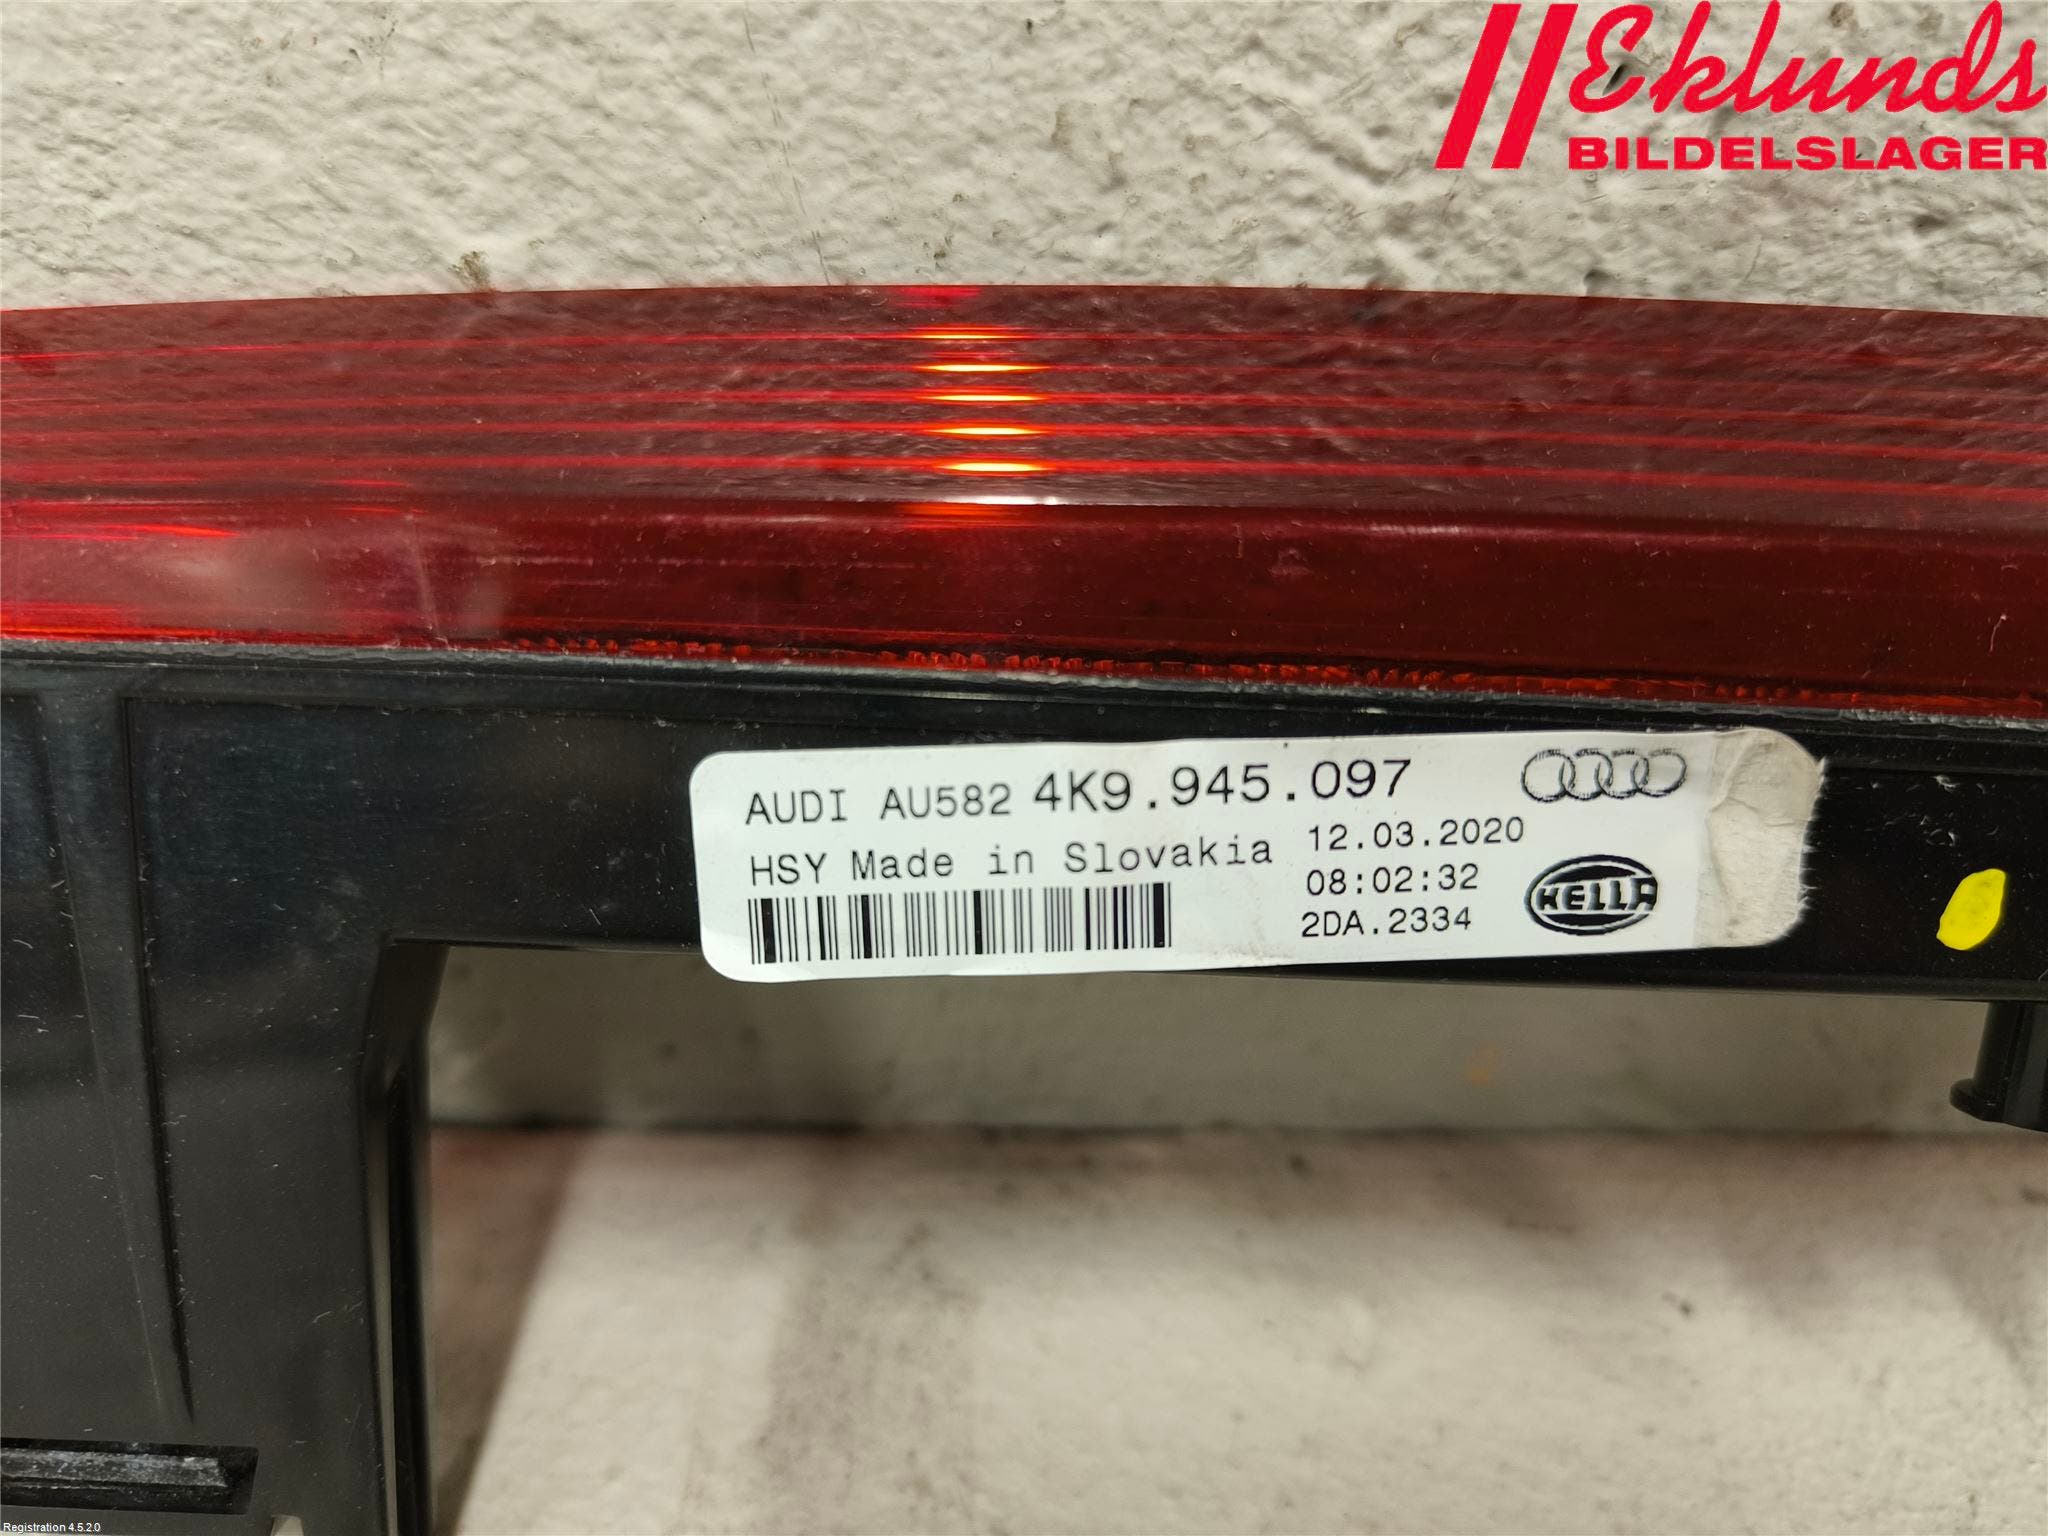 Eklunds
BILDELSLAGER
AUDI AU582 4K9.945.097
HSY Made in Slovakia 12.03.2020
08:02:32
2DA.2334
HELLA
Registration 4.5.2.0